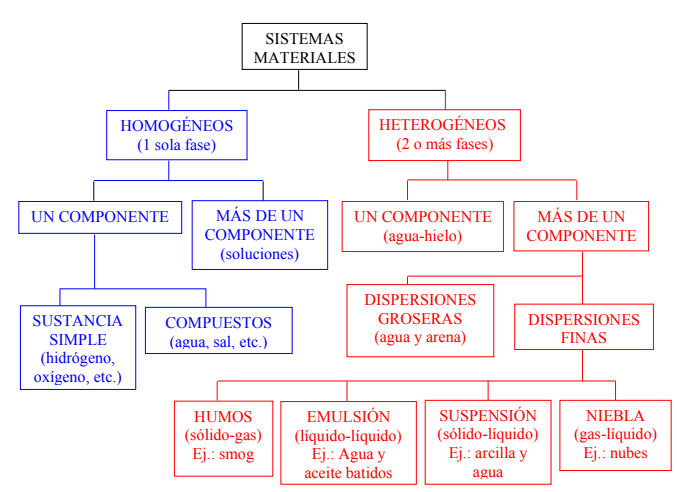 SISTEMAS
MATERIALES
HOMOGÉNEOS
(1 sola fase)
HETEROGÉNEOS
(2 o más fases)
UN COMPONENTE
MÁS DE UN
COMPONENTE
(soluciones)
UN COMPONENTE
(agua-hielo)
MÁS DE UN
COMPONENTE
SUSTANCIA
SIMPLE
(hidrógeno,
oxígeno, etc.)
COMPUESTOS
(agua, sal, etc.)
DISPERSIONES
GROSERAS
(agua y arena)
DISPERSIONES
FINAS
HUMOS
(sólido-gas)
Ej.: smog
EMULSIÓN
(líquido-líquido)
Ej.: Agua y
aceite batidos
SUSPENSIÓN
(sólido-líquido)
Ej.: arcilla y
agua
NIEBLA
(gas-líquido)
Ej.: nubes